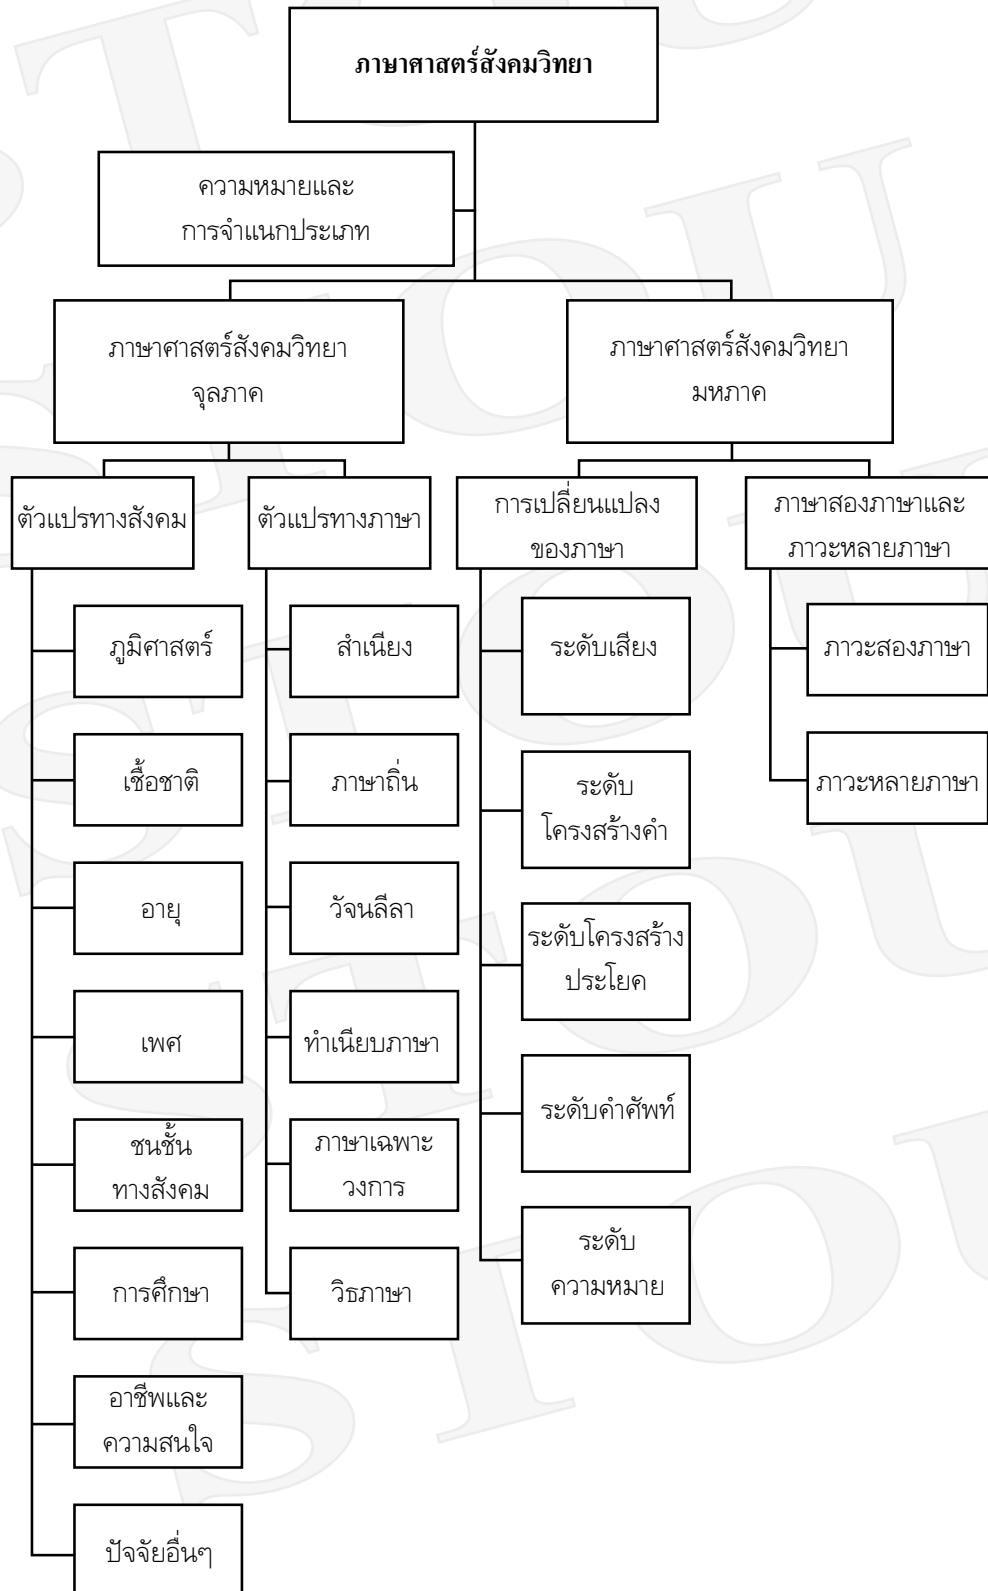 ภาษาศาสตร์สังคมวิทยา
ความหมายและ
การจำแนกประเภท
ภาษาศาสตร์สังคมวิทยา
จุลภาค
ภาษาศาสตร์สังคมวิทยา
มหภาค
ตัวแปรทางสังคม
ภูมิศาสตร์
เชื้อชาติ
อายุ
เพศ
ชนชั้น
ทางสังคม
การศึกษา
อาชีพและ
ความสนใจ
ปัจจัยอื่นๆ
ตัวแปรทางภาษา
สำเนียง
ภาษาถิ่น
วัจนลีลา
ทำเนียบภาษา
ภาษาเฉพาะ
วงการ
วิธภาษา
การเปลี่ยนแปลง
ของภาษา
ระดับเสียง
ระดับ
โครงสร้างคำ
ระดับโครงสร้าง
ประโยค
ระดับคำศัพท์
ระดับ
ความหมาย
ภาษาสองภาษาและ
ภาวะหลายภาษา
ภาวะสองภาษา
ภาวะหลายภาษา
STOU
STOU
STOU
STOU
STOU